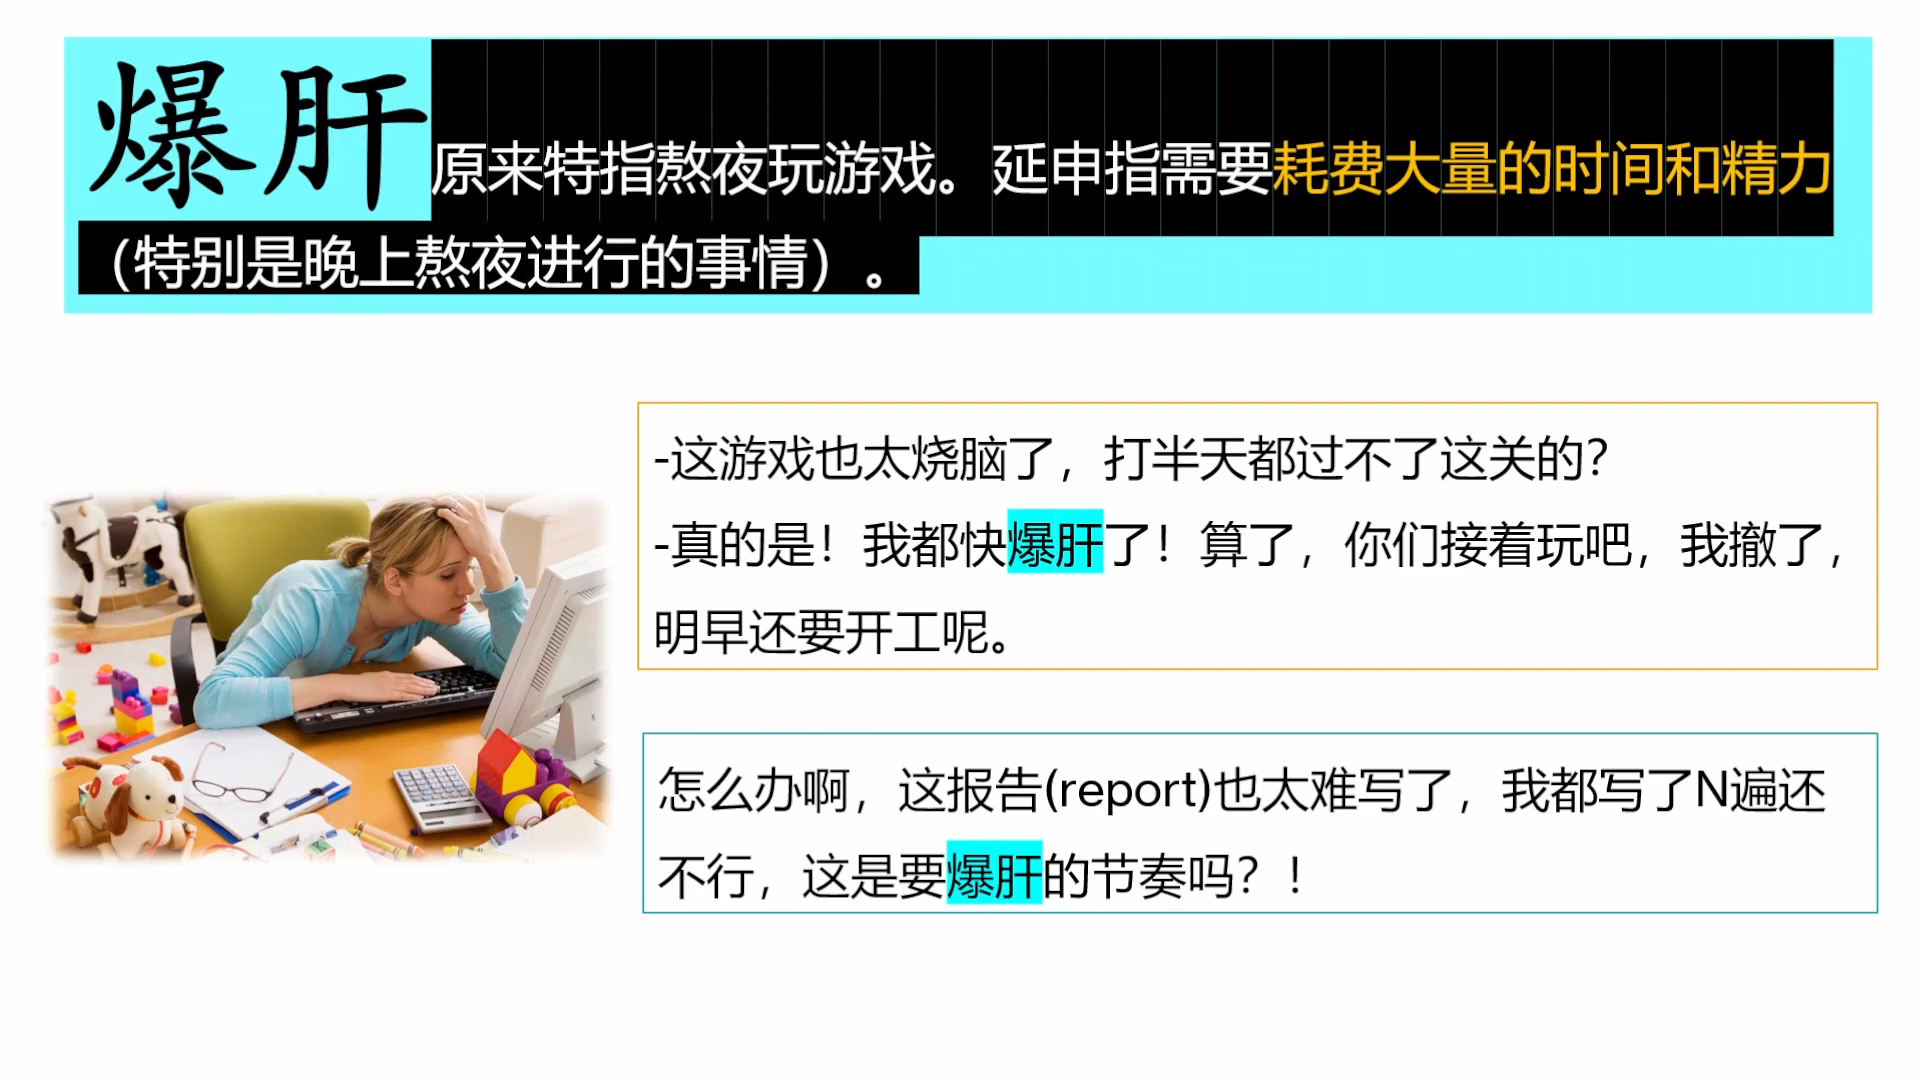 爆肝原来特指熬夜玩游戏。延申指需要耗费大量的时间和精力
（特别是晚上熬夜进行的事情）。
-这游戏也太烧脑了，打半天都过不了这关的？
-真的是！我都快爆肝了！算了，你们接着玩吧，我撤了，
明早还要开工呢。
怎么办啊，这报告(report)也太难写了，我都写了N遍还
不行，这是要爆肝的节奏吗？！